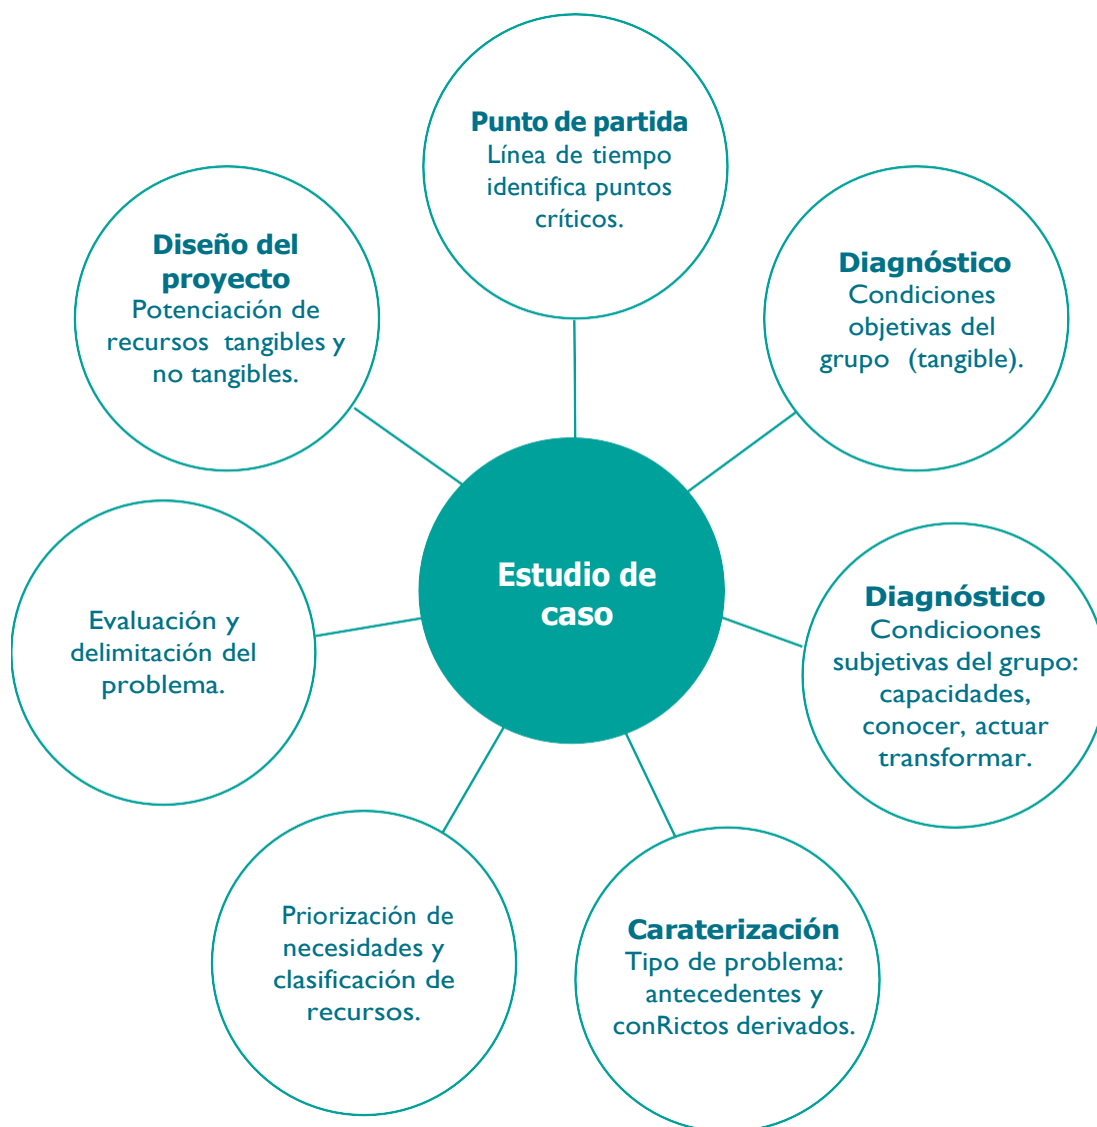 Punto de partida
Línea de tiempo
identifica puntos
críticos.
Diagnóstico
Condiciones
objetivas del
grupo (tangible).
Diagnóstico
Condicioones
subjetivas del grupo:
capacidades,
conocer, actuar
transformar.
Caraterización
Tipo de problema:
antecedentes y
conRictos derivados.
Priorización de
necesidades y
clasificación de
recursos.
Evaluación y
delimitación del
problema.
Diseño del
proyecto
Potenciación de
recursos tangibles y
no tangibles.
Estudio de
caso